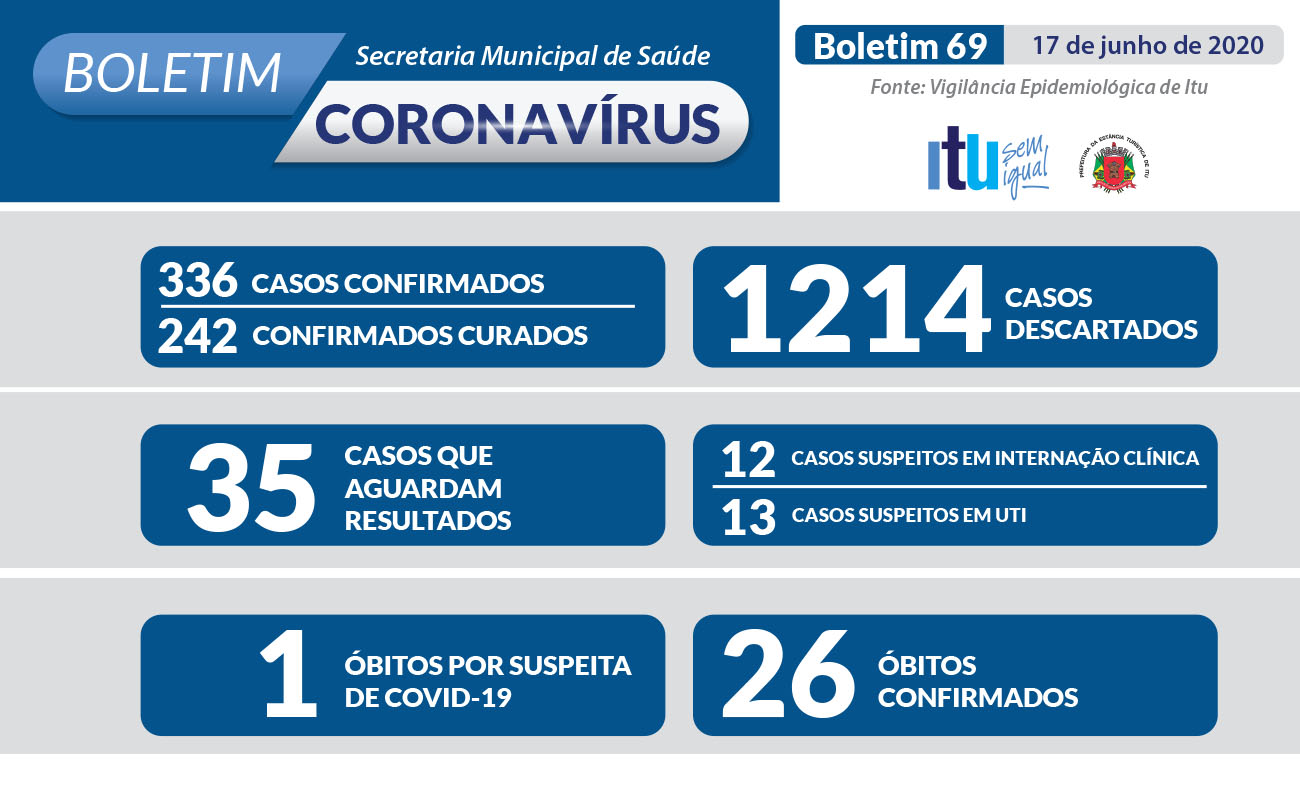 BOLETIM
Secretaria Municipal de Saúde
CORONAVÍRUS
Boletim 69
17 de junho de 2020
Fonte: Vigilância Epidemiológica de Itu
itu
sem
igual
PREFEITURA DA ESTÂNCIA TURÍSTICA DE ITU
336 CASOS CONFIRMADOS
242 CONFIRMADOS CURADOS
1214
CASOS
DESCARTADOS
35
CASOS QUE
AGUARDAM
RESULTADOS
12 CASOS SUSPEITOS EM INTERNAÇÃO CLÍNICA
13 CASOS SUSPEITOS EM UTI
1
ÓBITOS POR SUSPEITA
DE COVID-19
26
ÓBITOS
CONFIRMADOS